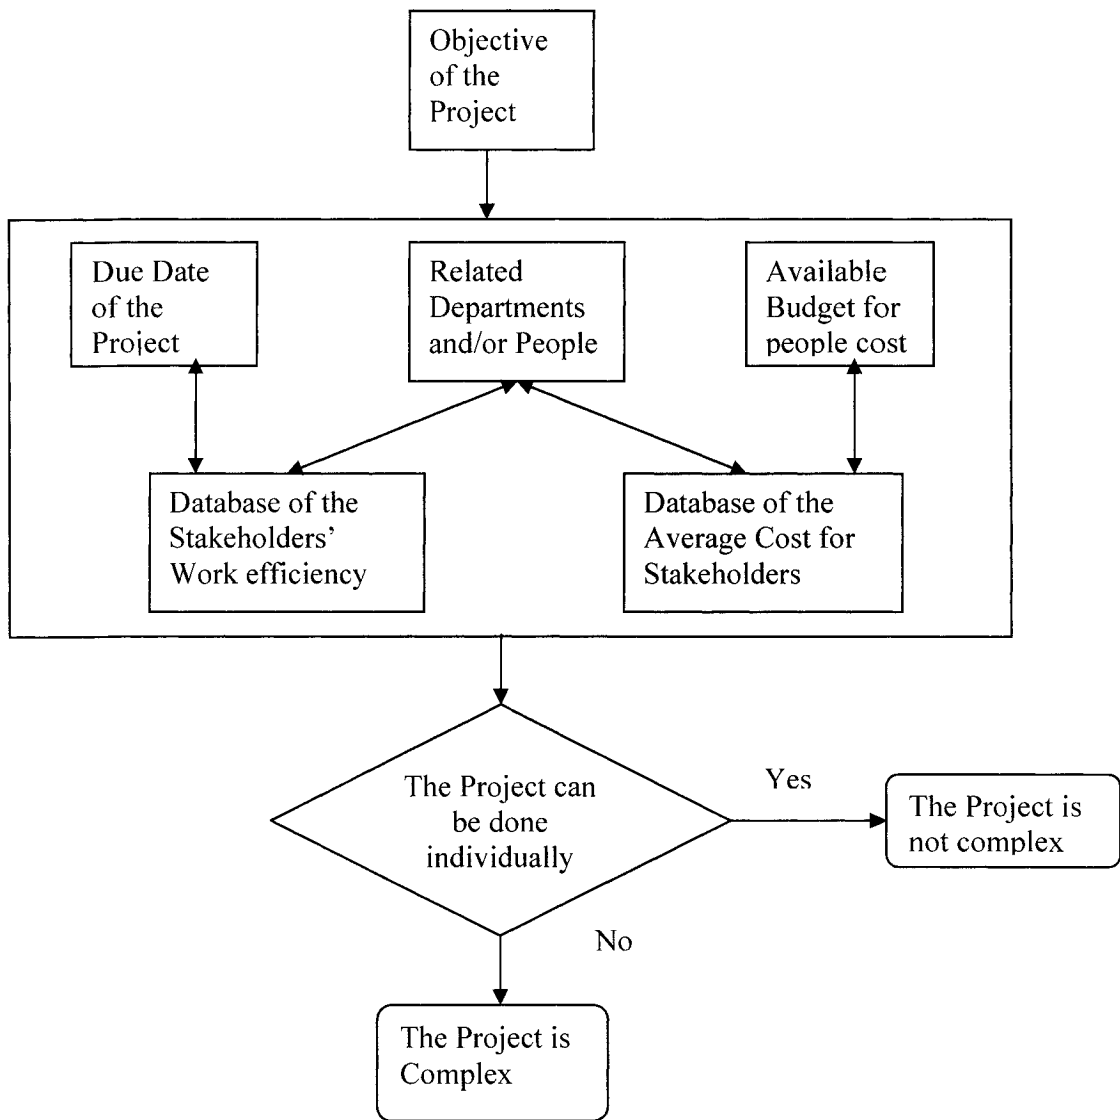 Objective
of the
Project
Due Date
of the
Project
Related
Departments
and/or People
Available
Budget for
people cost
Database of the
Stakeholders'
Work efficiency
Database of the
Average Cost for
Stakeholders
The Project can
be done
individually
Yes
The Project is
not complex
No
The Project is
Complex